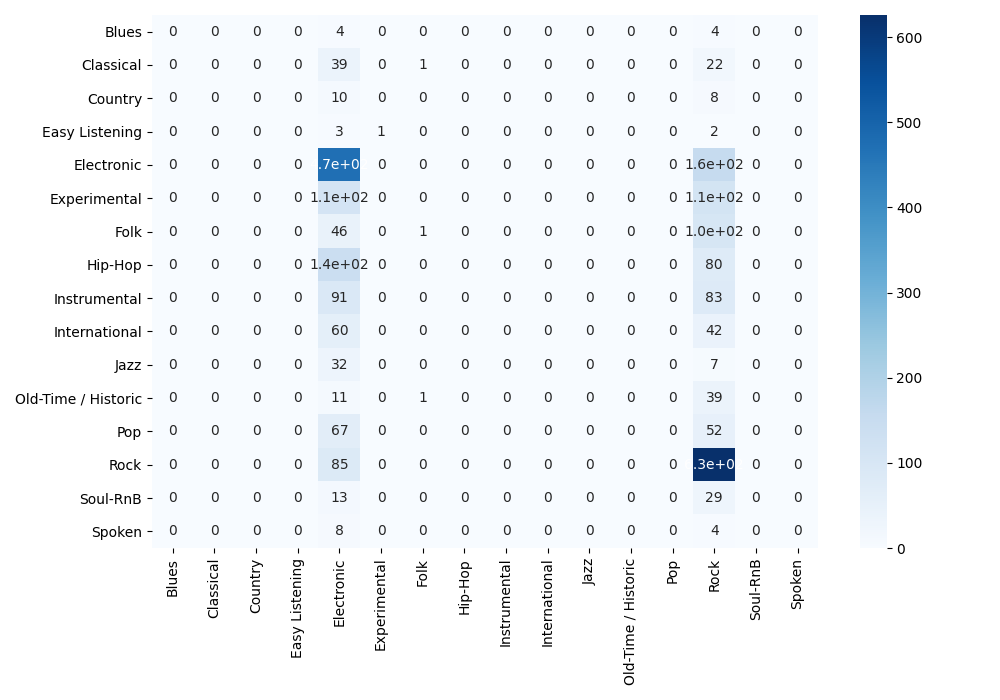 Blues 0 0 0 0 4 0 0 0 0 0 0 0 0 4 0 0
Classical 0 0 0 0 39 0 1 0 0 0 0 0 0 22 0 0
Country 0 0 0 0 10 0 0 0 0 0 0 0 0 8 0 0
Easy Listening 0 0 0 0 3 1 0 0 0 0 0 0 0 2 0 0
Electronic 0 0 0 0 .7e+0 0 0 0 0 0 0 0 0 1.6e+02 0 0
Experimental 0 0 0 0 1.1e+02 0 0 0 0 0 0 0 0 1.1e+02 0 0
Folk 0 0 0 0 46 0 1 0 0 0 0 0 0 1.0e+02 0 0
Hip-Hop 0 0 0 0 1.4e+02 0 0 0 0 0 0 0 0 80 0 0
Instrumental 0 0 0 0 91 0 0 0 0 0 0 0 0 83 0 0
International 0 0 0 0 60 0 0 0 0 0 0 0 0 42 0 0
Jazz 0 0 0 0 32 0 0 0 0 0 0 0 0 7 0 0
Old-Time / Historic 0 0 0 0 11 0 1 0 0 0 0 0 0 39 0 0
Pop 0 0 0 0 67 0 0 0 0 0 0 0 0 52 0 0
Rock 0 0 0 0 85 0 0 0 0 0 0 0 0 .3e+0 0 0
Soul-RnB 0 0 0 0 13 0 0 0 0 0 0 0 0 29 0 0
Spoken 0 0 0 0 8 0 0 0 0 0 0 0 0 4 0 0
Blues
Classical
Country
Easy Listening
Electronic
Experimental
Folk
Hip-Hop
Instrumental
International
Jazz
Old-Time / Historic
Pop
Rock
Soul-RnB
Spoken
600
500
400
300
200
100
0